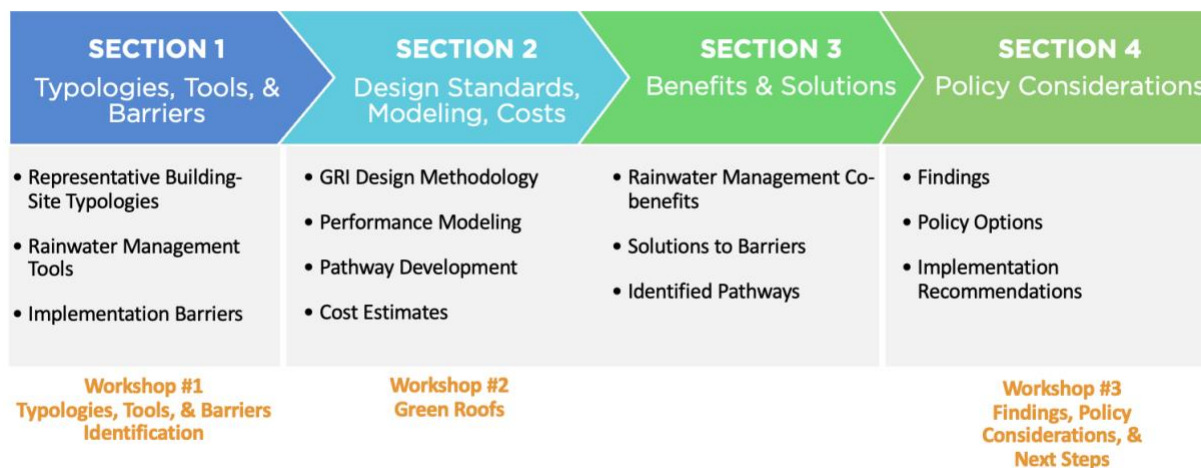 SECTION 1
Typologies, Tools, &
Barriers
SECTION 2
Design Standards,
Modeling, Costs
SECTION 3
Benefits & Solutions
SECTION 4
Policy Considerations
• Representative Building-
Site Typologies
• Rainwater Management
Tools
• Implementation Barriers
• GRI Design Methodology
• Performance Modeling
• Pathway Development
• Cost Estimates
• Rainwater Management Co-
benefits
• Solutions to Barriers
• Identified Pathways
• Findings
• Policy Options
• Implementation
Recommendations
Workshop #1
Typologies, Tools, & Barriers
Identification
Workshop #2
Green Roofs
Workshop #3
Findings, Policy
Considerations, &
Next Steps